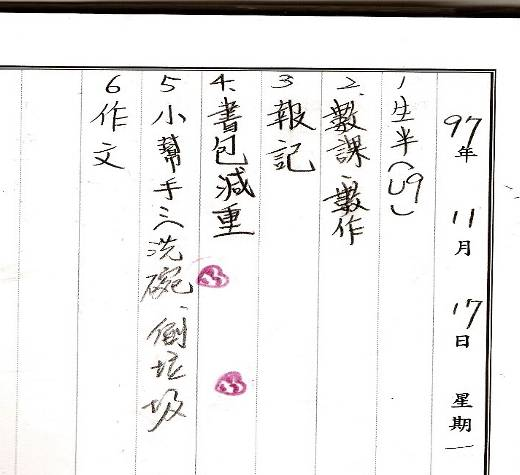 97年 11月 17日 星期一
1生半(U9)
2、數課、數作
3報記
4、書包減重
5小幫手(洗碗、倒垃圾
6作文